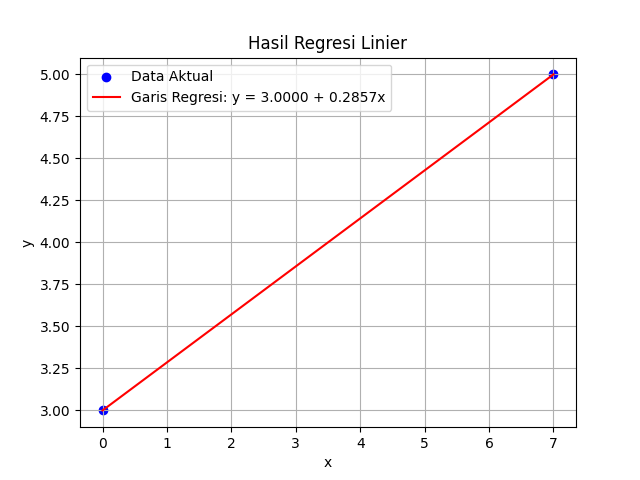 Hasil Regresi Linier
Data Aktual
Garis Regresi: y = 3.0000 + 0.2857x
5.00
4.75
4.50
4.25
4.00
3.75
3.50
3.25
3.00
y
0 1 2 3 4 5 6 7
x